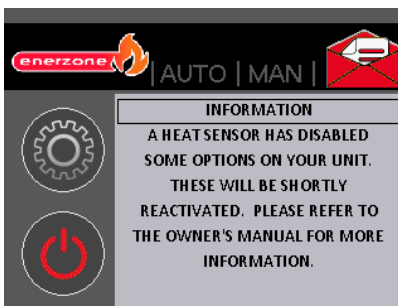 enerzone | AUTO | MAN |
INFORMATION
A HEAT SENSOR HAS DISABLED
SOME OPTIONS ON YOUR UNIT.
THESE WILL BE SHORTLY
REACTIVATED. PLEASE REFER TO
THE OWNER'S MANUAL FOR MORE
INFORMATION.